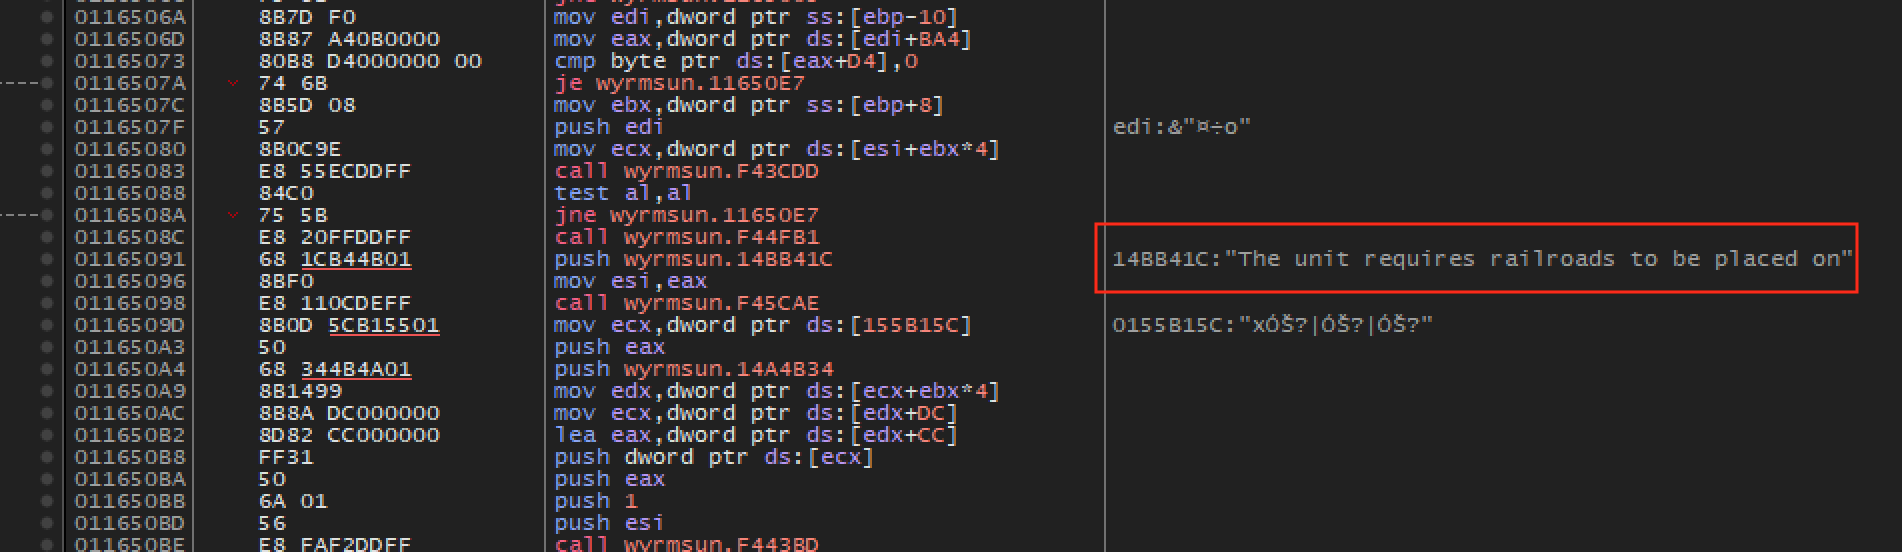 0116506A 8B7D F0 mov edi,dword ptr ss:[ebp-10]
0116506D 8B87 A40B0000 mov eax,dword ptr ds:[edi+BA4]
01165073 80B8 D4000000 00 cmp byte ptr ds:[eax+D4],0
0116507A 74 6B je wyrmsun.11650E7
0116507C 8B5D 08 mov ebx,dword ptr ss:[ebp+8]
0116507F 57 push edi edi:&"¤÷o"
01165080 8B0C9E mov ecx,dword ptr ds:[esi+ebx*4]
01165083 E8 55ECDDFF call wyrmsun.F43CDD
01165088 84C0 test al,al
0116508A 75 5B jne wyrmsun.11650E7
0116508C E8 20FFDDFF call wyrmsun.F44FB1
01165091 68 1CB44B01 push wyrmsun.14BB41C 14BB41C:"The unit requires railroads to be placed on"
01165096 8BF0 mov esi,eax
01165098 E8 110CDEFF call wyrmsun.F45CAE
0116509D 8B0D 5CB15501 mov ecx,dword ptr ds:[155B15C] 0155B15C:"xÓŠ?|ÓŠ?|ÓŠ?"
011650A3 50 push eax
011650A4 68 344B4A01 push wyrmsun.14A4B34
011650A9 8B1499 mov edx,dword ptr ds:[ecx+ebx*4]
011650AC 8B8A DC000000 mov ecx,dword ptr ds:[edx+DC]
011650B2 8D82 CC000000 lea eax,dword ptr ds:[edx+CC]
011650B8 FF31 push dword ptr ds:[ecx]
011650BA 50 push eax
011650BB 6A 01 push 1
011650BD 56 push esi
011650BE E8 FAF2DDFF call wyrmsun.F443BD